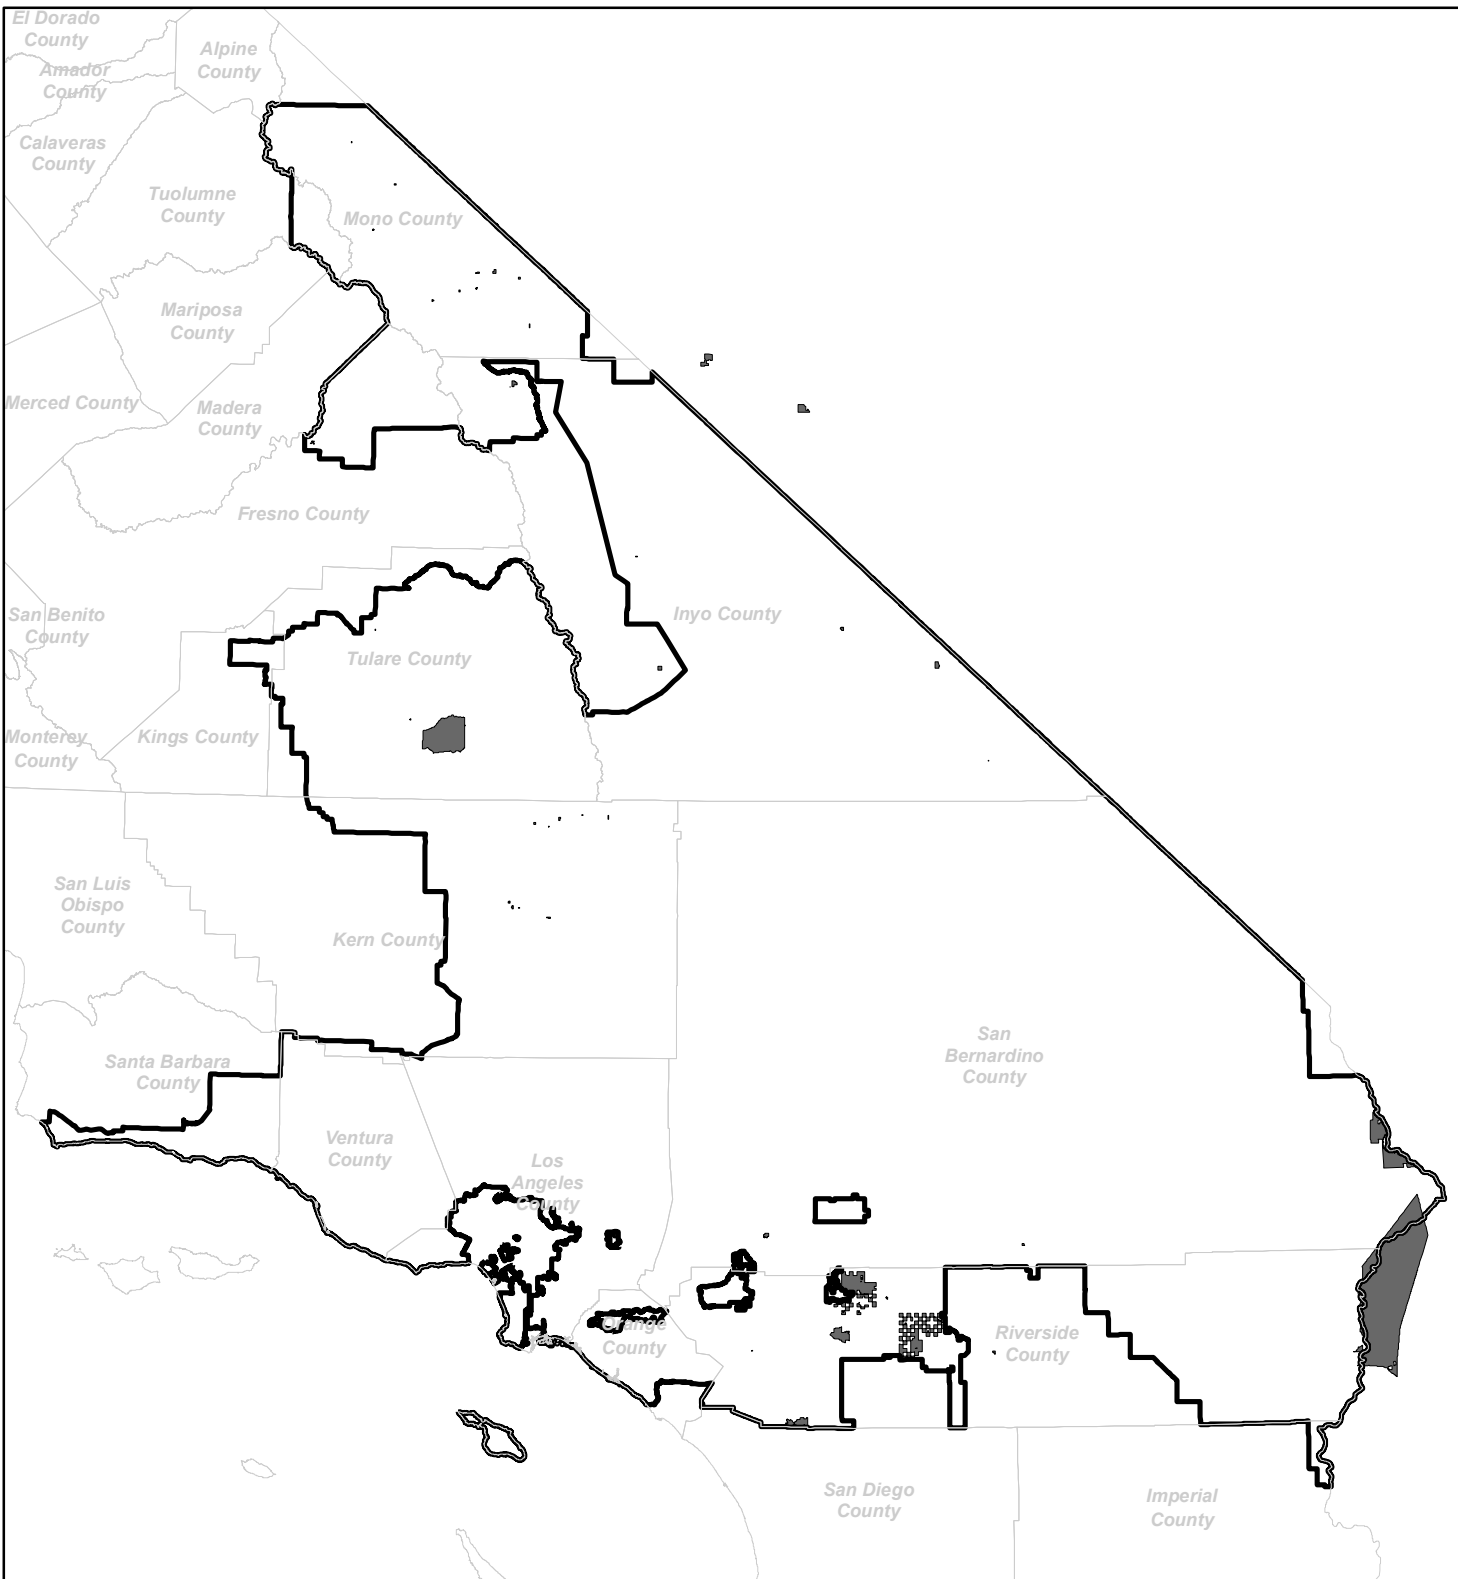 El Dorado
County
Alpine
County
Amador
County
Calaveras
County
Tuolumne
County
Mono County
Mariposa
County
Merced County
Madera
County
Fresno County
San Benito
County
Inyo County
Tulare County
Monterey
County
Kings County
San Luis
Obispo
County
Kern County
San
Bernardino
County
Santa Barbara
County
Ventura
County
Los
Angeles
County
Orange
County
Riverside
County
San Diego
County
Imperial
County